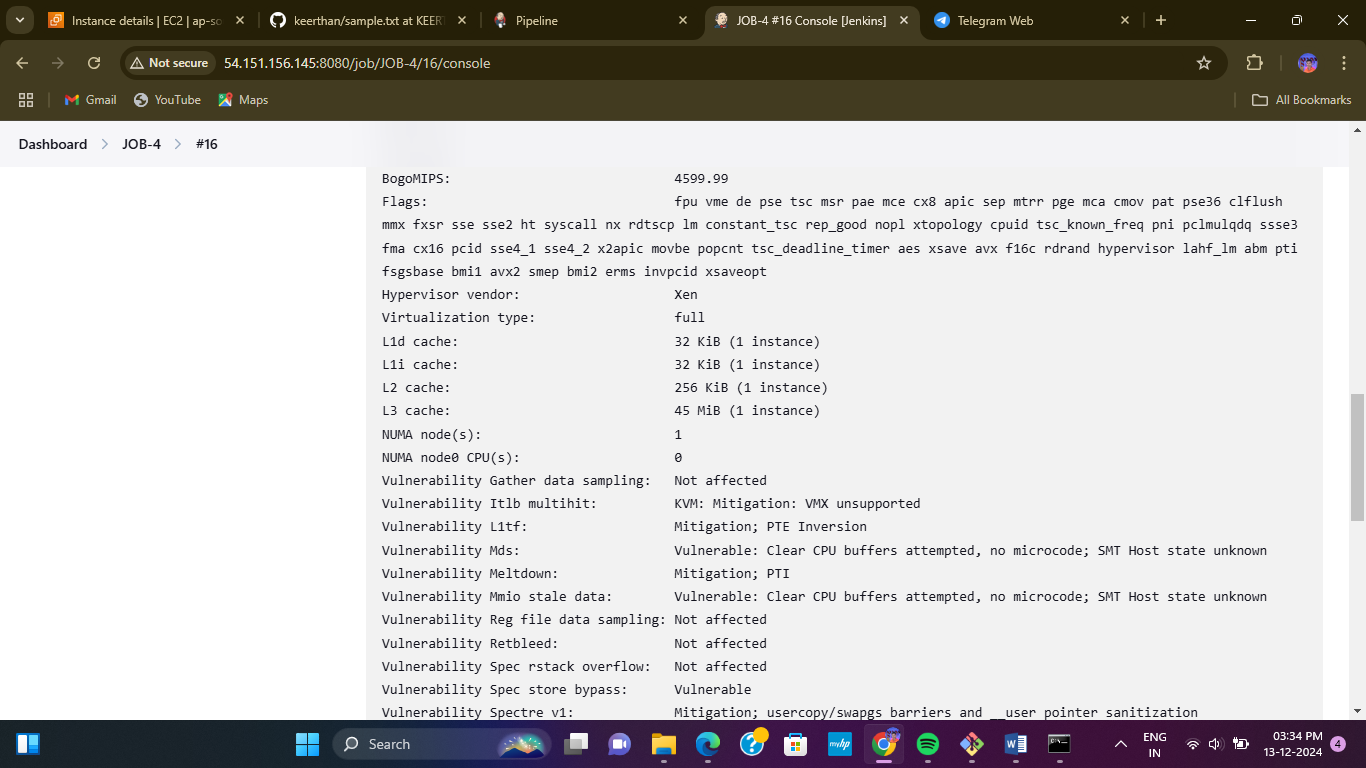 Instance details | EC2 | ap-so
keerthan/sample.txt at KEER
Pipeline
JOB-4 #16 Console [Jenkins]
Telegram Web
Not secure
54.151.156.145:8080/job/JOB-4/16/console
Gmail
YouTube
Maps
All Bookmarks
Dashboard > JOB-4 > #16
BogoMIPS: 4599.99
Flags: fpu vme de pse tsc msr pae mce cx8 apic sep mtrr pge mca cmov pat pse36 clflush
mmx fxsr sse sse2 ht syscall nx rdtscp lm constant_tsc rep_good nopl xtopology cpuid tsc_known_freq pni pclmulqdq ssse3
fma cx16 pcid sse4_1 sse4_2 x2apic movbe popcnt tsc_deadline_timer aes xsave avx f16c rdrand hypervisor lahf_lm abm pti
fsgsbase bmi1 avx2 smep bmi2 erms invpcid xsaveopt
Hypervisor vendor: Xen
Virtualization type: full
L1d cache: 32 KiB (1 instance)
L1i cache: 32 KiB (1 instance)
L2 cache: 256 KiB (1 instance)
L3 cache: 45 MiB (1 instance)
NUMA node(s): 1
NUMA node0 CPU(s): 0
Vulnerability Gather data sampling: Not affected
Vulnerability Itlb multihit: KVM: Mitigation: VMX unsupported
Vulnerability L1tf: Mitigation; PTE Inversion
Vulnerability Mds: Vulnerable: Clear CPU buffers attempted, no microcode; SMT Host state unknown
Vulnerability Meltdown: Mitigation; PTI
Vulnerability Mmio stale data: Vulnerable: Clear CPU buffers attempted, no microcode; SMT Host state unknown
Vulnerability Reg file data sampling: Not affected
Vulnerability Retbleed: Not affected
Vulnerability Spec rstack overflow: Not affected
Vulnerability Spec store bypass: Vulnerable
Vulnerability Spectre v1: Mitigation; usercopy/swapgs barriers and __user pointer sanitization
Search
myhp
ENG
IN
03:34 PM
13-12-2024
4